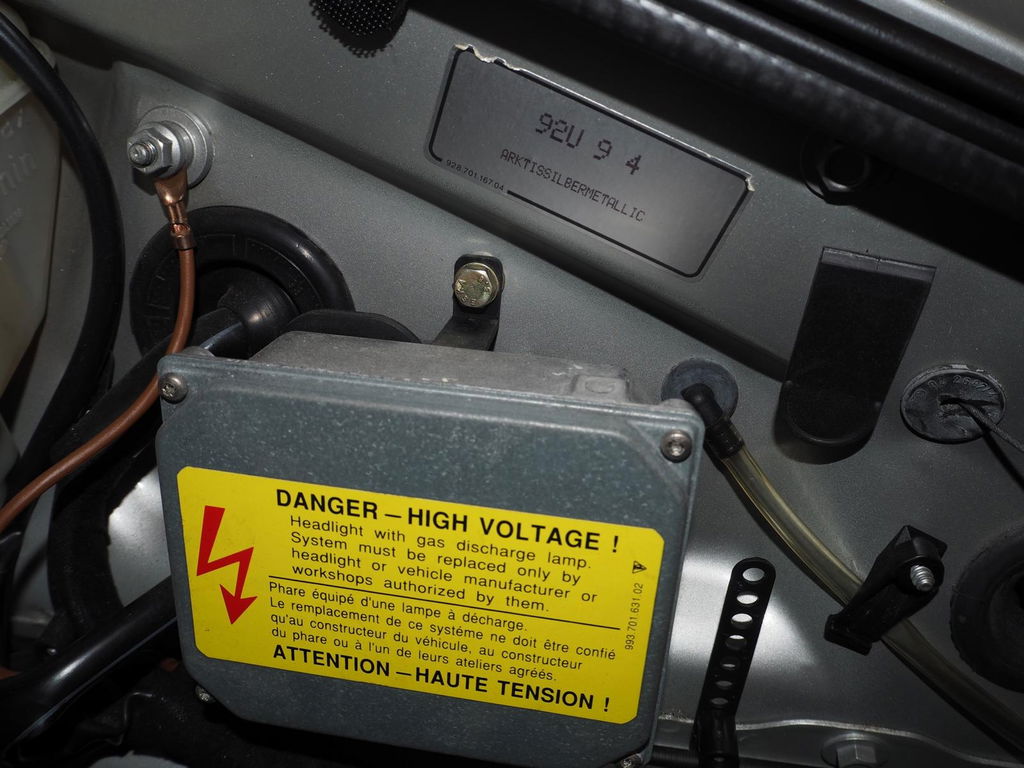 92U 9 4
ARKTISSILBERMETALLIC
928.701.167.04
DANGER – HIGH VOLTAGE !
Headlight with gas discharge lamp.
System must be replaced only by
headlight or vehicle manufacturer or
workshops authorized by them.
Phare équipé d'une lampe à décharge.
Le remplacement de ce systéme ne doit être confié
qu'au constructeur du véhicule, au constructeur
du phare ou à l'un de leurs ateliers agréés.
ATTENTION – HAUTE TENSION !
993.701.631.02